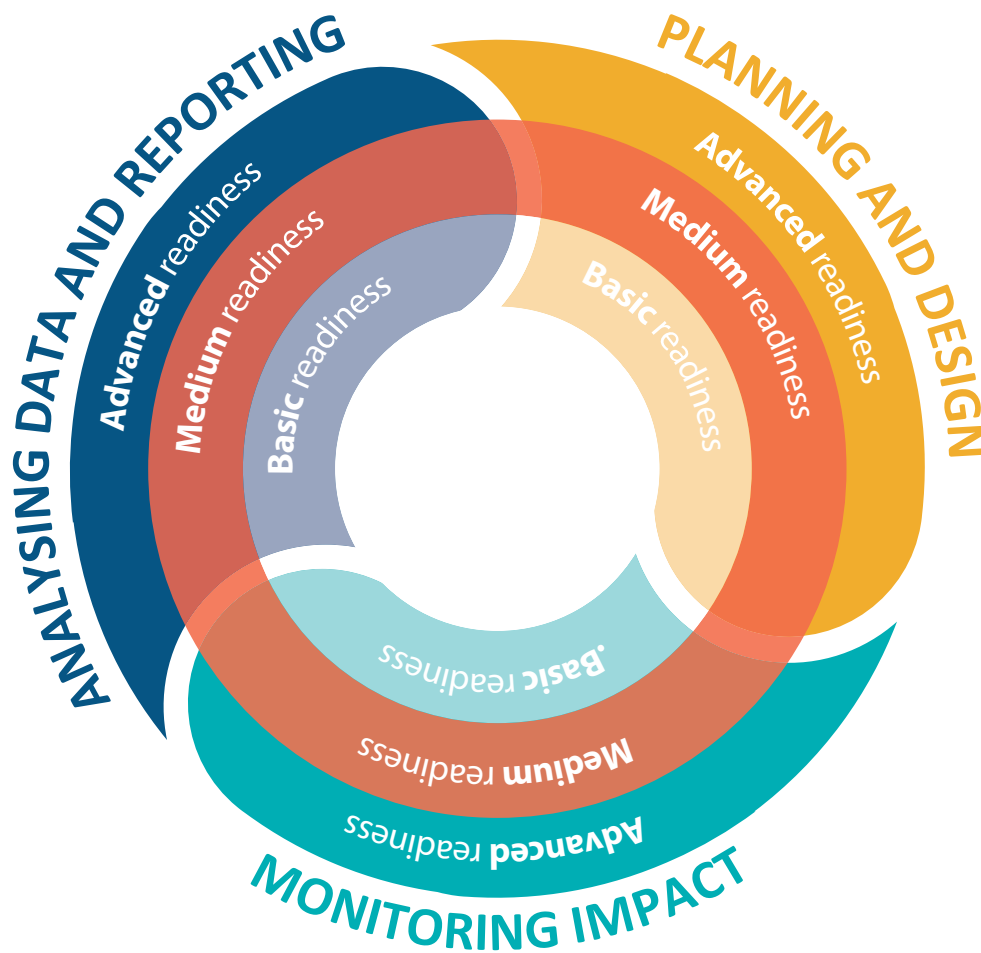 PLANNING AND DESIGN
Advanced readiness
Medium readiness
Basic readiness
MONITORING IMPACT
.Basic readiness
Medium readiness
Advanced readiness
ANALYSING DATA AND REPORTING
Advanced readiness
Medium readiness
Basic readiness